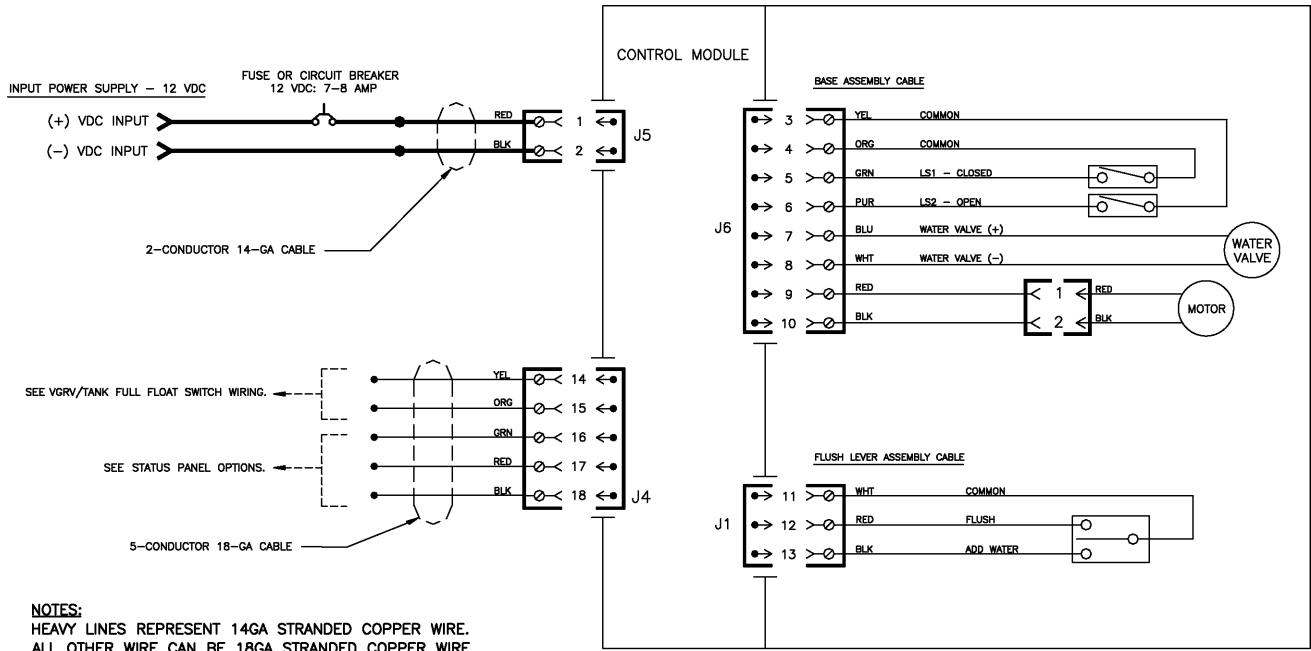 CONTROL MODULE
INPUT POWER SUPPLY – 12 VDC
FUSE OR CIRCUIT BREAKER
12 VDC: 7–8 AMP
(+) VDC INPUT
RED
1
(–) VDC INPUT
BLK
2
J5
2–CONDUCTOR 14–GA CABLE
BASE ASSEMBLY CABLE
3
YEL
COMMON
4
ORG
COMMON
5
GRN
LS1 – CLOSED
6
PUR
LS2 – OPEN
J6
7
BLU
WATER VALVE (+)
8
WHT
WATER VALVE (–)
WATER
VALVE
9
RED
1
RED
10
BLK
2
BLK
MOTOR
SEE VGRV/TANK FULL FLOAT SWITCH WIRING.
YEL
14
ORG
15
GRN
16
SEE STATUS PANEL OPTIONS.
RED
17
BLK
18
J4
5–CONDUCTOR 18–GA CABLE
FLUSH LEVER ASSEMBLY CABLE
11
WHT
COMMON
J1
12
RED
FLUSH
13
BLK
ADD WATER
NOTES:
HEAVY LINES REPRESENT 14GA STRANDED COPPER WIRE.
ALL OTHER WIRE CAN BE 18GA STRANDED COPPER WIRE